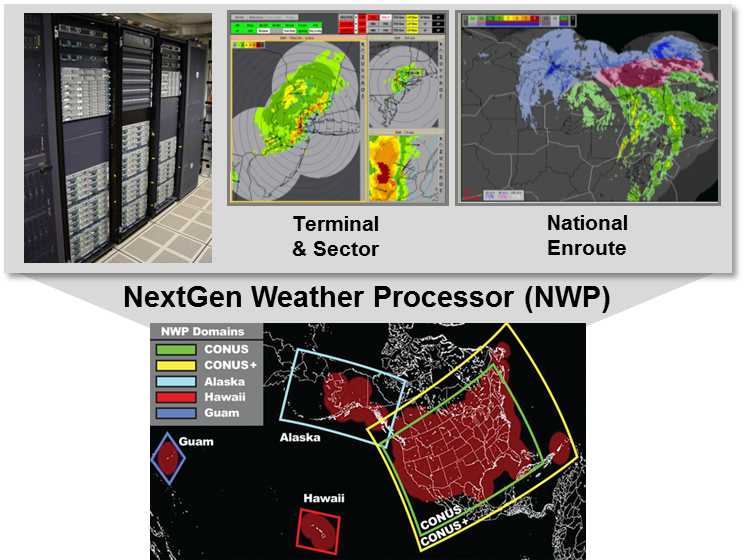 Terminal
& Sector
National
Enroute
NextGen Weather Processor (NWP)
NWP Domains
CONUS
CONUS+
Alaska
Hawaii
Guam
Guam
Alaska
Hawaii
CONUS
CONUS+